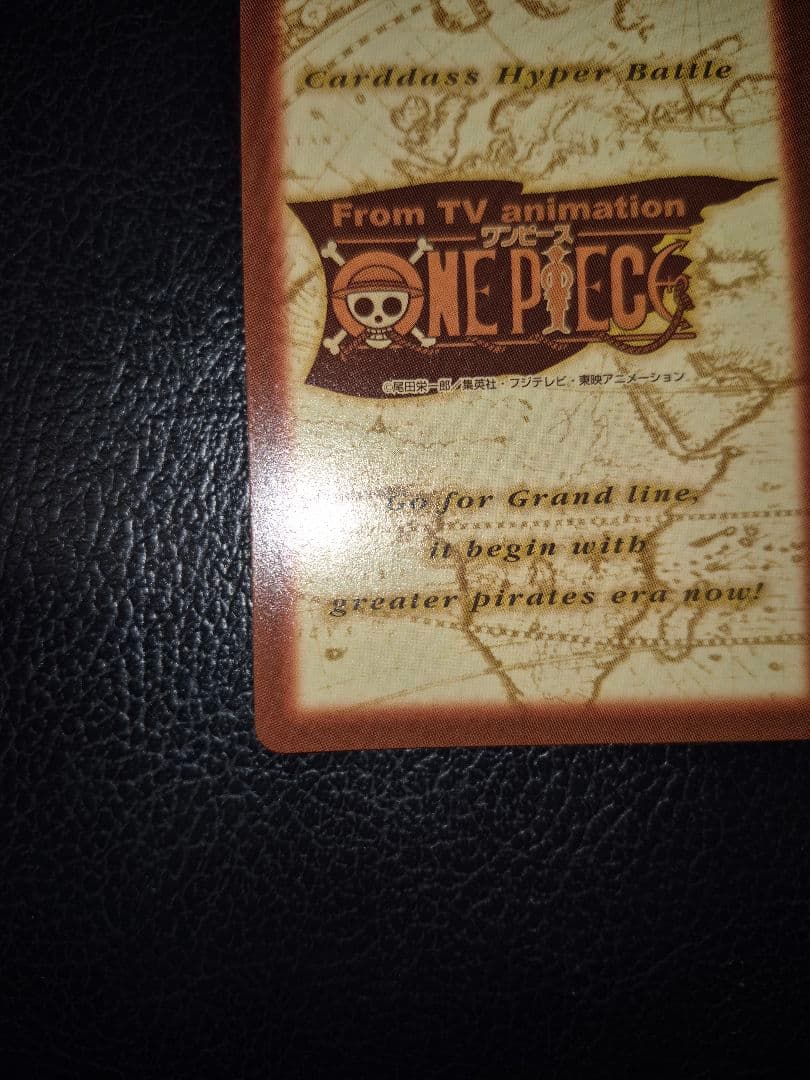 Carddass Hyper Battle
From TV animation
ワンピース
ONE PIECE
©尾田栄一郎／集英社・フジテレビ・東映アニメーション
Go for Grand line,
it begin with
greater pirates era now!